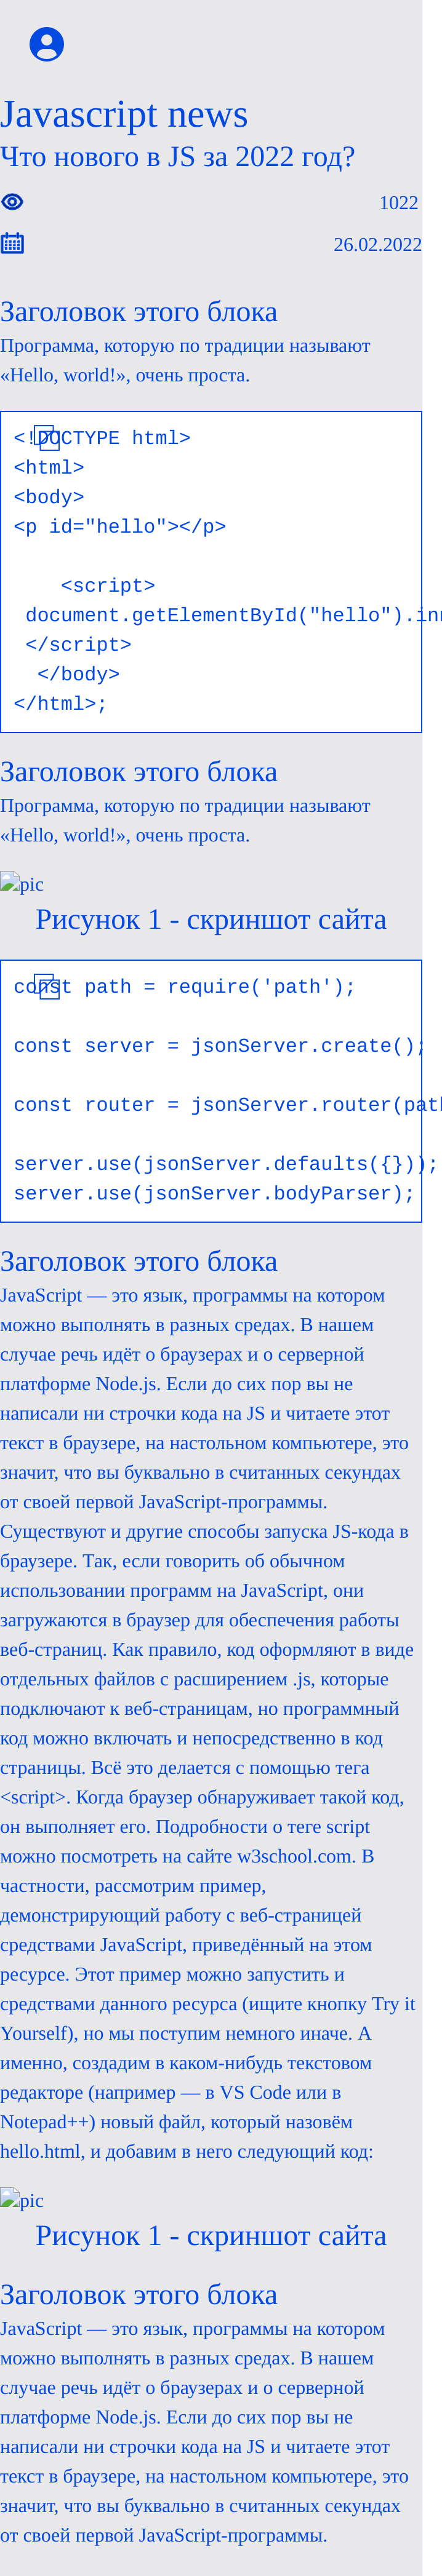 Javascript news
Что нового в JS за 2022 год?
1022
26.02.2022
Заголовок этого блока
Программа, которую по традиции называют
«Hello, world!», очень проста.
<!DOCTYPE html>
<html>
<body>
<p id="hello"></p>
<script>
document.getElementById("hello").inn
</script>
</body>
</html>;
Заголовок этого блока
Программа, которую по традиции называют
«Hello, world!», очень проста.
pic
Рисунок 1 - скриншот сайта
const path = require('path');
const server = jsonServer.create();
const router = jsonServer.router(path
server.use(jsonServer.defaults({}));
server.use(jsonServer.bodyParser);
Заголовок этого блока
JavaScript — это язык, программы на котором
можно выполнять в разных средах. В нашем
случае речь идёт о браузерах и о серверной
платформе Node.js. Если до сих пор вы не
написали ни строчки кода на JS и читаете этот
текст в браузере, на настольном компьютере, это
значит, что вы буквально в считанных секундах
от своей первой JavaScript-программы.
Существуют и другие способы запуска JS-кода в
браузере. Так, если говорить об обычном
использовании программ на JavaScript, они
загружаются в браузер для обеспечения работы
веб-страниц. Как правило, код оформляют в виде
отдельных файлов с расширением .js, которые
подключают к веб-страницам, но программный
код можно включать и непосредственно в код
страницы. Всё это делается с помощью тега
<script>. Когда браузер обнаруживает такой код,
он выполняет его. Подробности о теге script
можно посмотреть на сайте w3school.com. В
частности, рассмотрим пример,
демонстрирующий работу с веб-страницей
средствами JavaScript, приведённый на этом
ресурсе. Этот пример можно запустить и
средствами данного ресурса (ищите кнопку Try it
Yourself), но мы поступим немного иначе. А
именно, создадим в каком-нибудь текстовом
редакторе (например — в VS Code или в
Notepad++) новый файл, который назовём
hello.html, и добавим в него следующий код:
pic
Рисунок 1 - скриншот сайта
Заголовок этого блока
JavaScript — это язык, программы на котором
можно выполнять в разных средах. В нашем
случае речь идёт о браузерах и о серверной
платформе Node.js. Если до сих пор вы не
написали ни строчки кода на JS и читаете этот
текст в браузере, на настольном компьютере, это
значит, что вы буквально в считанных секундах
от своей первой JavaScript-программы.